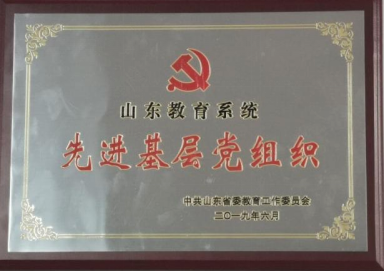 山东教育系统
先进基层党组织
中共山东省委教育工作委员会
二〇一九年六月